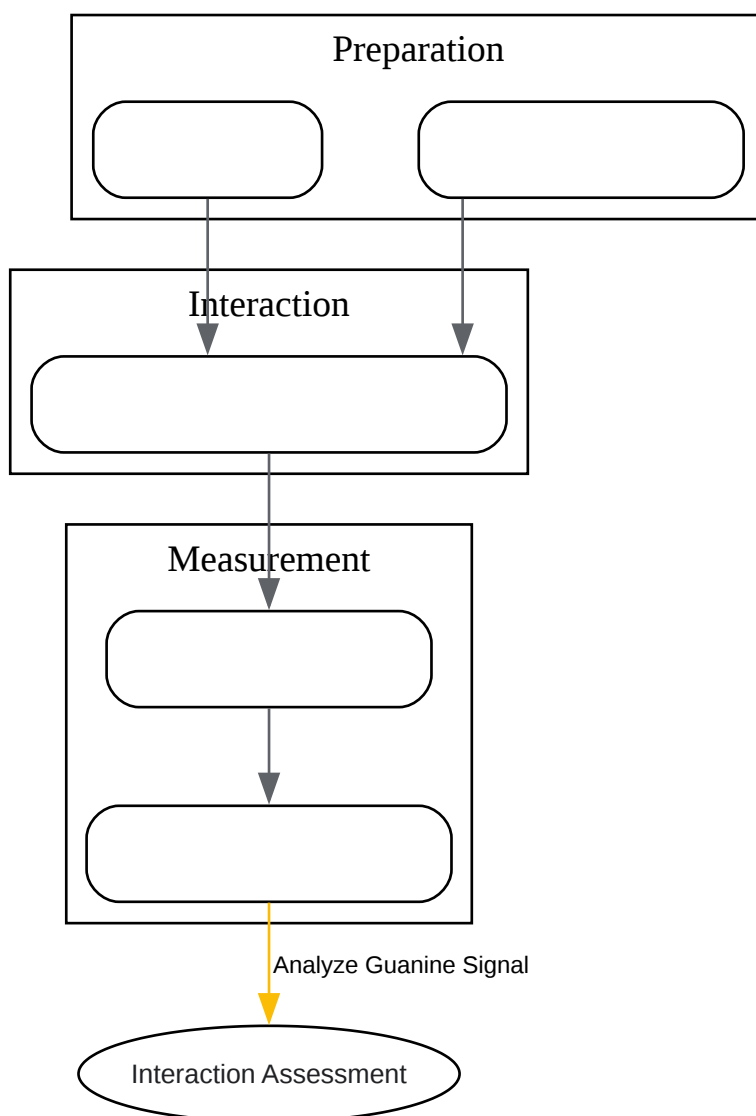 Preparation
Interaction
Measurement
Analyze Guanine Signal
Interaction Assessment